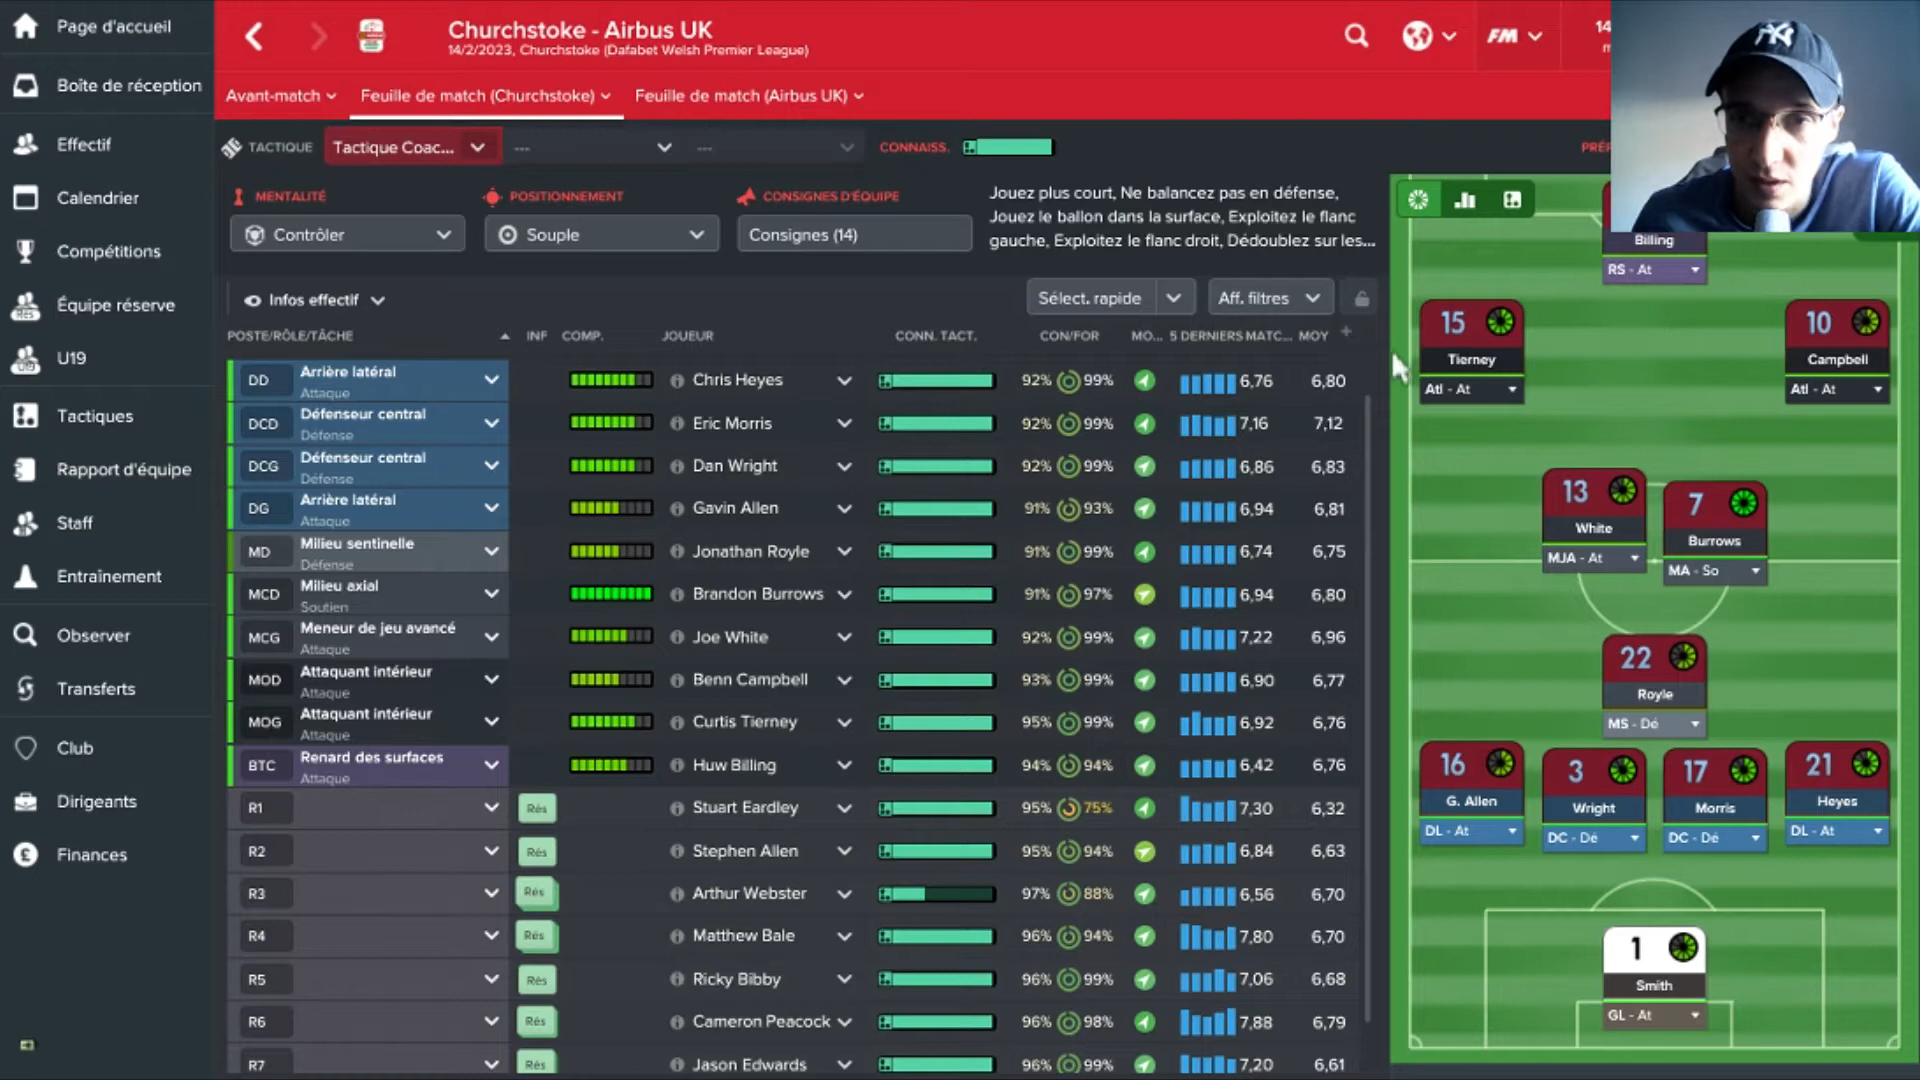 Page d'accueil
Boîte de réception
Effectif
Calendrier
Compétitions
Équipe réserve
U19
Tactiques
Rapport d'équipe
Staff
Entraînement
Observer
Transferts
Club
Dirigeants
Finances
Churchstoke - Airbus UK
14/2/2023, Churchstoke (Dafabet Welsh Premier League)
FM
14
Avant-match
Feuille de match (Churchstoke)
Feuille de match (Airbus UK)
TACTIQUE
Tactique Coac...
---
---
CONNAISS.
MENTALITÉ
Contrôler
POSITIONNEMENT
Souple
CONSIGNES D'ÉQUIPE
Consignes (14)
Jouez plus court, Ne balancez pas en défense,
Jouez le ballon dans la surface, Exploitez le flanc
gauche, Exploitez le flanc droit, Dédoublez sur les...
Infos effectif
Sélect. rapide
Aff. filtres
POSTE/RÔLE/TÂCHE INF COMP. JOUEUR CONN. TACT. CON/FOR MO... 5 DERNIERS MATC... MOY +
DD Arrière latéral Attaque Chris Heyes 92% 99% 6,76 6,80
DCD Défenseur central Défense Eric Morris 92% 99% 7,16 7,12
DCG Défenseur central Défense Dan Wright 92% 99% 6,86 6,83
DG Arrière latéral Attaque Gavin Allen 91% 93% 6,94 6,81
MD Milieu sentinelle Défense Jonathan Royle 91% 99% 6,74 6,75
MCD Milieu axial Soutien Brandon Burrows 91% 97% 6,94 6,80
MCG Meneur de jeu avancé Attaque Joe White 92% 99% 7,22 6,96
MOD Attaquant intérieur Attaque Benn Campbell 93% 99% 6,90 6,77
MOG Attaquant intérieur Attaque Curtis Tierney 95% 99% 6,92 6,76
BTC Renard des surfaces Attaque Huw Billing 94% 94% 6,42 6,76
R1 Rés Stuart Eardley 95% 75% 7,30 6,32
R2 Rés Stephen Allen 95% 94% 6,84 6,63
R3 Rés Arthur Webster 97% 88% 6,56 6,70
R4 Rés Matthew Bale 96% 94% 7,80 6,70
R5 Rés Ricky Bibby 96% 99% 7,06 6,68
R6 Rés Cameron Peacock 96% 98% 7,88 6,79
R7 Rés Jason Edwards 96% 99% 7,20 6,61
Billing
RS - At
15
Tierney
AtI - At
10
Campbell
AtI - At
13
White
MJA - At
7
Burrows
MA - So
22
Royle
MS - Dé
16
G. Allen
DL - At
3
Wright
DC - Dé
17
Morris
DC - Dé
21
Heyes
DL - At
1
Smith
GL - At